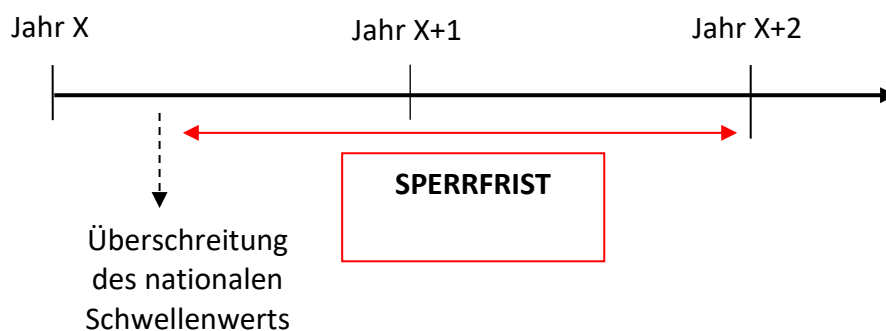 Jahr X
Jahr X+1
Jahr X+2
SPERRFRIST
Überschreitung
des nationalen
Schwellenwerts